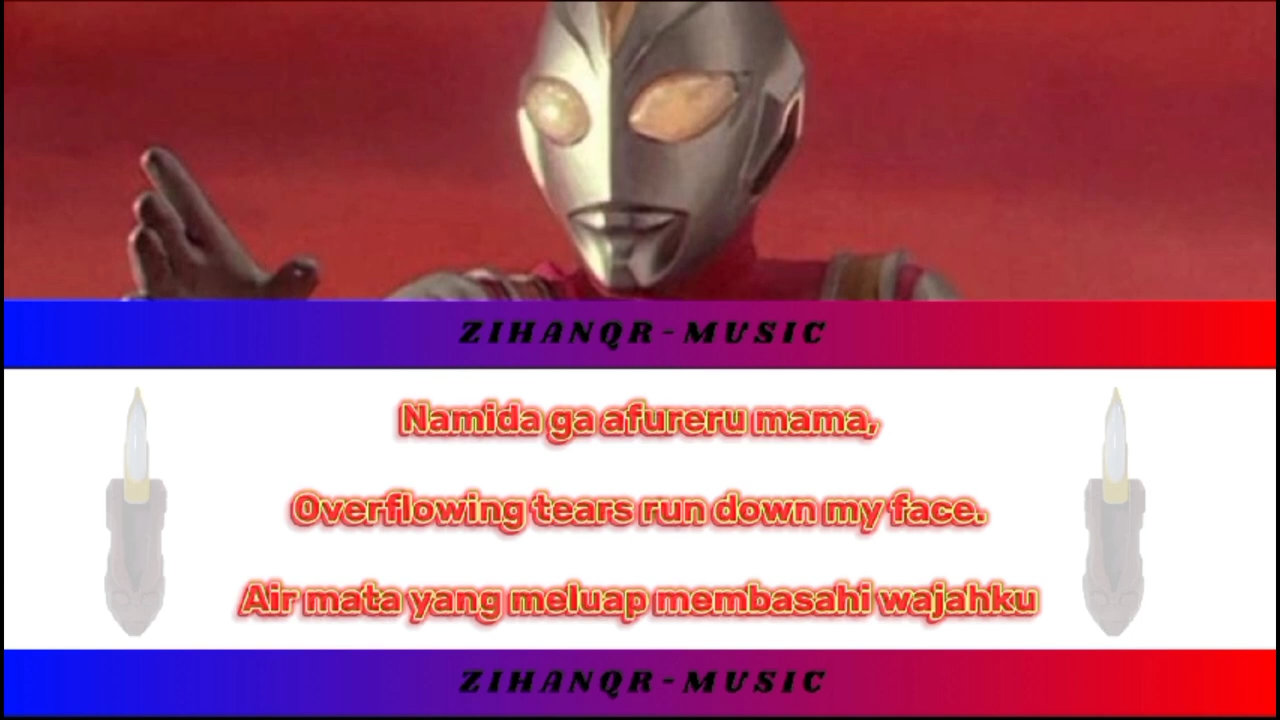 ZIHANQR-MUSIC
Namida ga afureru mama,
Overflowing tears run down my face.
Air mata yang meluap membasahi wajahku
ZIHANQR-MUSIC